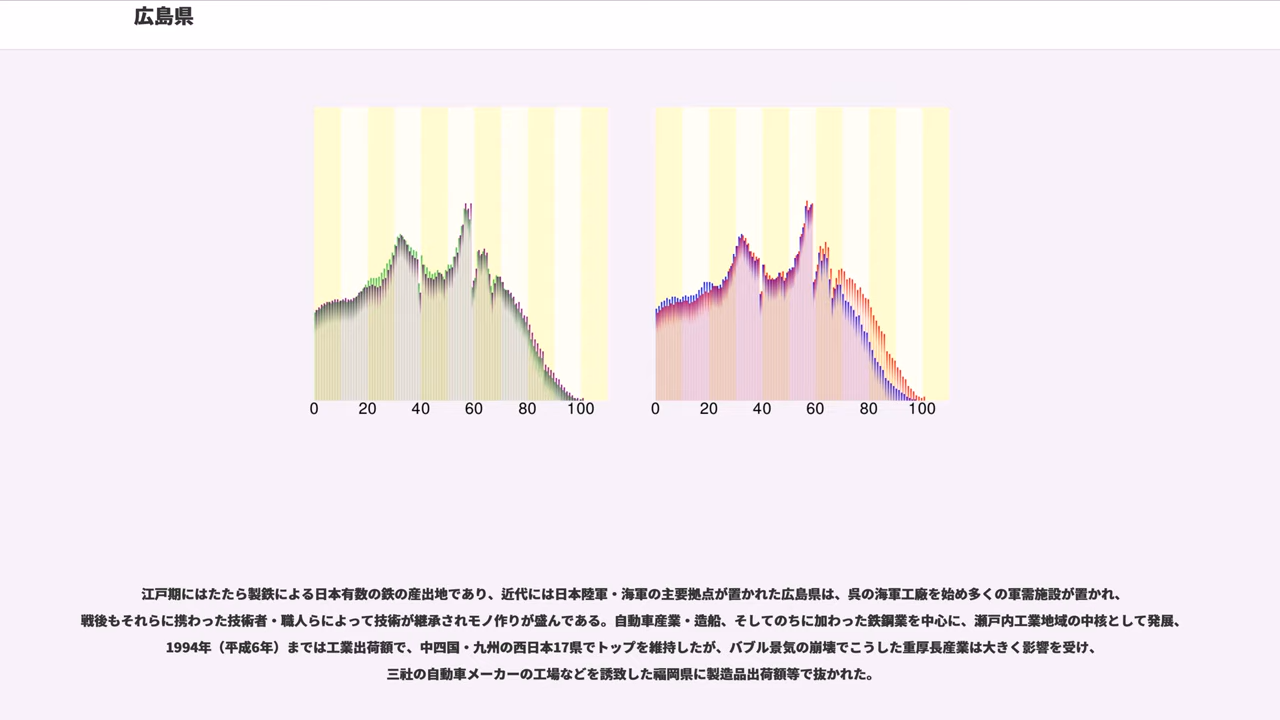 広島県
0 20 40 60 80 100
0 20 40 60 80 100
江戸期にはたたら製鉄による日本有数の鉄の産出地であり、近代には日本陸軍・海軍の主要拠点が置かれた広島県は、呉の海軍工廠を始め多くの軍需施設が置かれ、
戦後もそれらに携わった技術者・職人らによって技術が継承されモノ作りが盛んである。自動車産業・造船、そしてのちに加わった鉄鋼業を中心に、瀬戸内工業地域の中核として発展、
1994年（平成6年）までは工業出荷額で、中四国・九州の西日本17県でトップを維持したが、バブル景気の崩壊でこうした重厚長産業は大きく影響を受け、
三社の自動車メーカーの工場などを誘致した福岡県に製造品出荷額等で抜かれた。